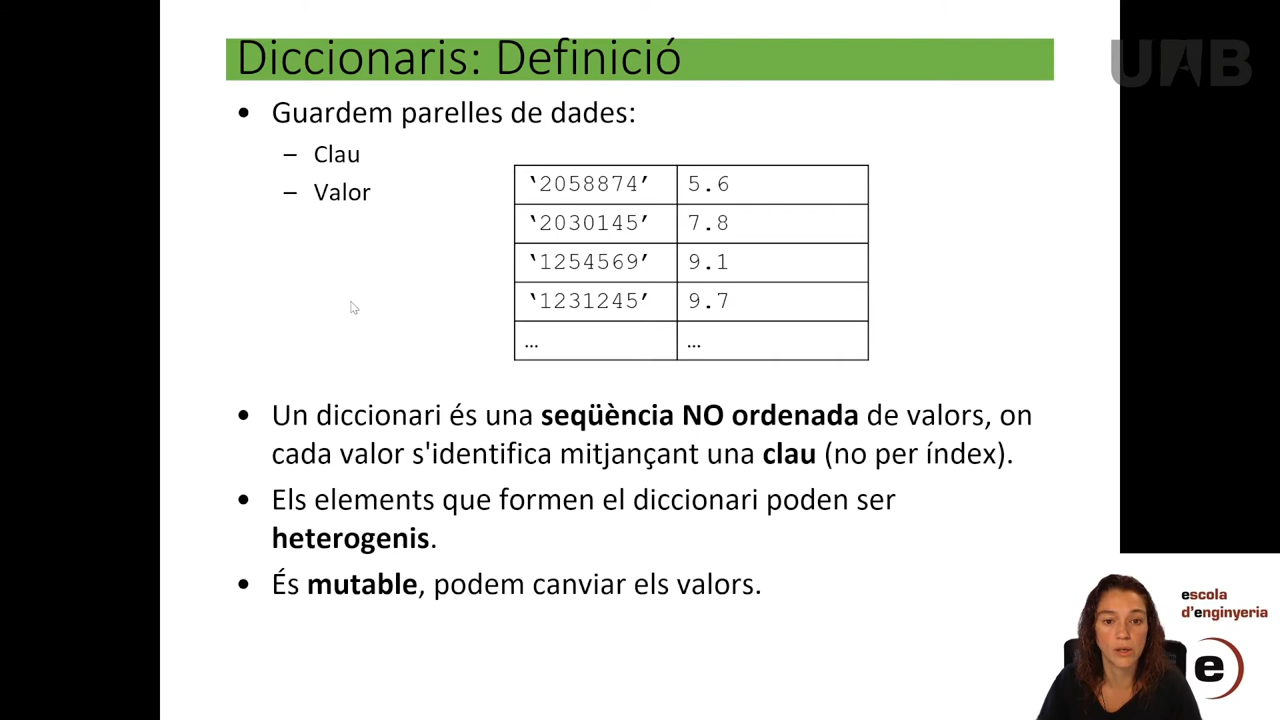 Diccionaris: Definició
UAB
• Guardem parelles de dades:
– Clau
– Valor
‘2058874’ 5.6
‘2030145’ 7.8
‘1254569’ 9.1
‘1231245’ 9.7
… …
• Un diccionari és una seqüència NO ordenada de valors, on
cada valor s'identifica mitjançant una clau (no per índex).
• Els elements que formen el diccionari poden ser
heterogenis.
• És mutable, podem canviar els valors.
escola
d'enginyeria
e